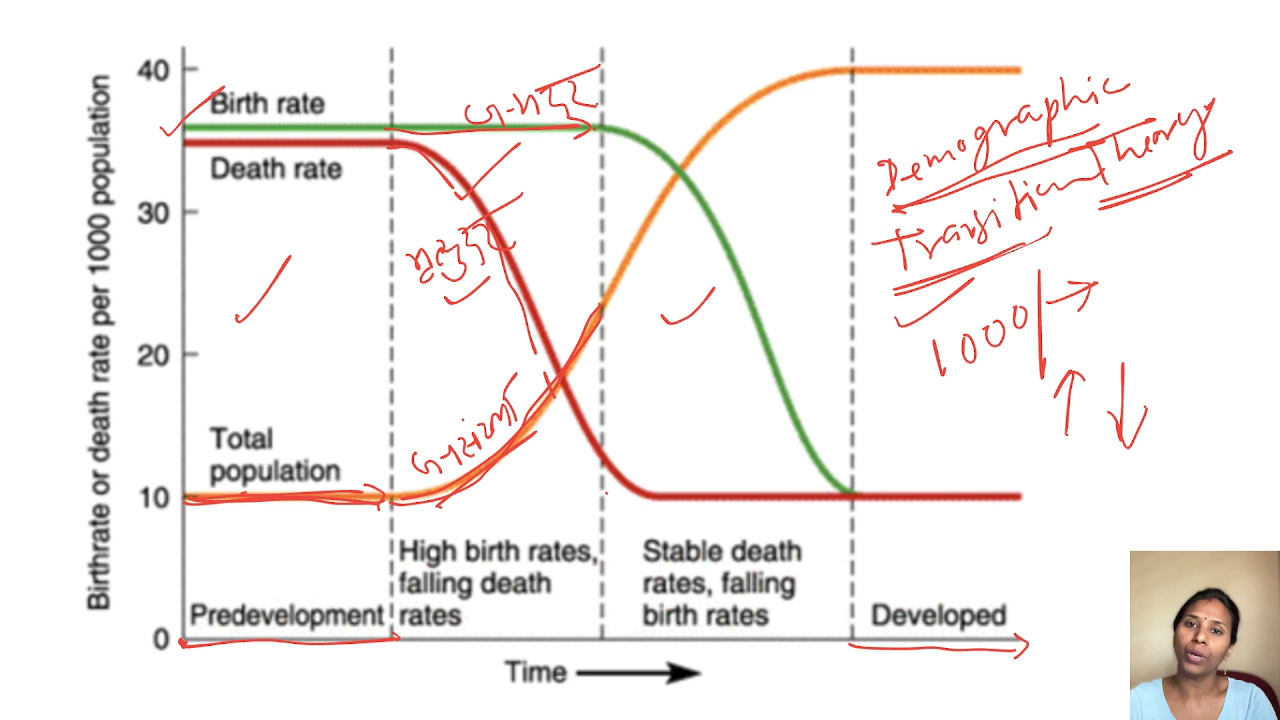 40
30
20
10
0
Birthrate or death rate per 1000 population
Birth rate
Death rate
Total
population
Predevelopment
High birth rates,
falling death
rates
Stable death
rates, falling
birth rates
Developed
Time
Demographic
Transition Theory
1000